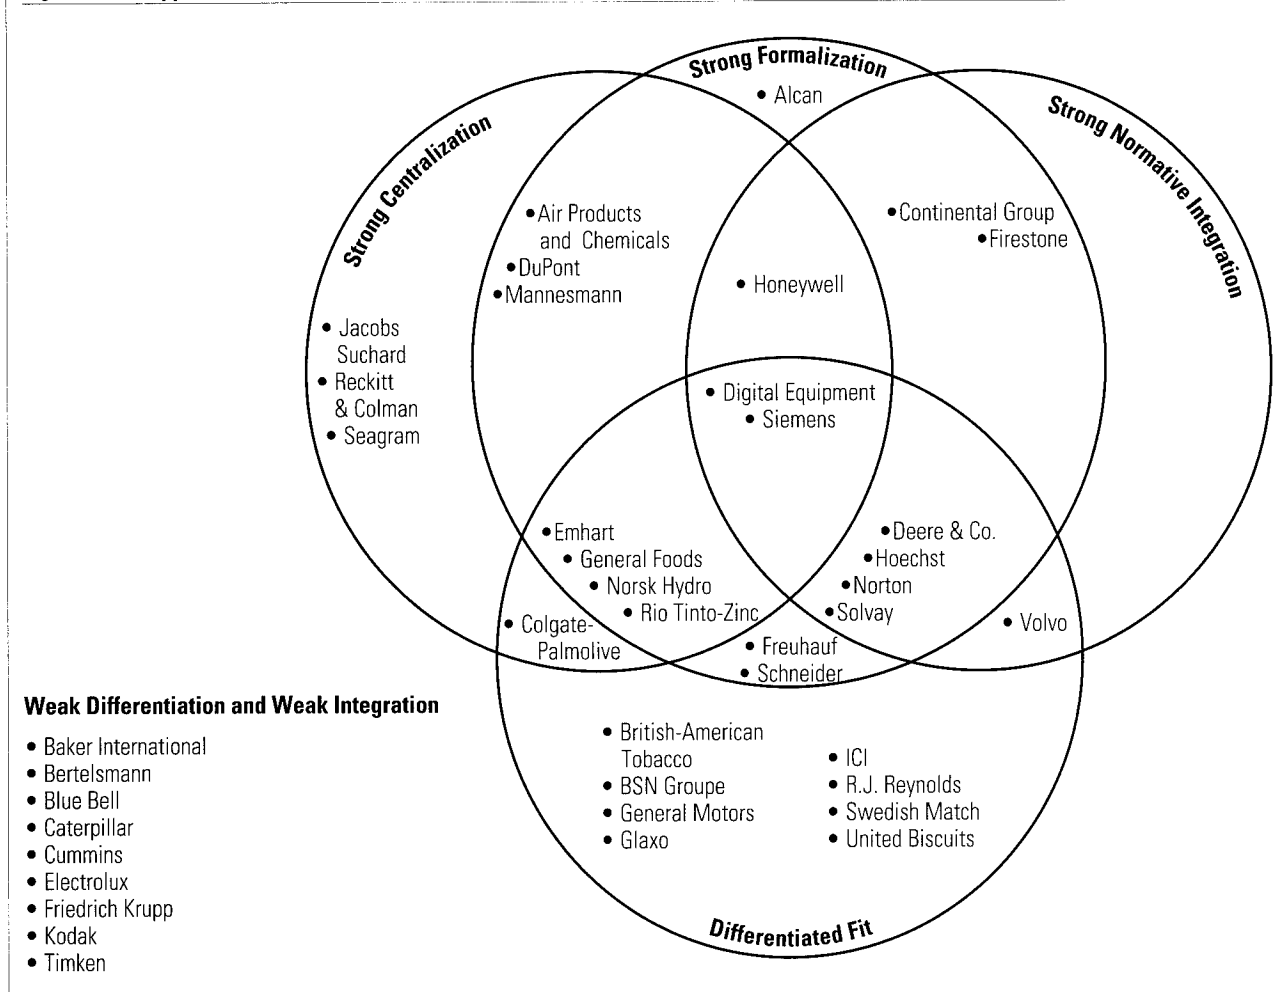 Strong Formalization
• Alcan
Strong Centralization
Strong Normative Integration
• Air Products
and Chemicals
• DuPont
• Mannesmann
• Continental Group
• Firestone
• Honeywell
• Jacobs
Suchard
• Reckitt
& Colman
• Seagram
• Digital Equipment
• Siemens
• Emhart
• General Foods
• Norsk Hydro
• Rio Tinto-Zinc
• Deere & Co.
• Hoechst
• Norton
• Solvay
• Colgate-
Palmolive
• Freuhauf
• Schneider
• Volvo
Weak Differentiation and Weak Integration
• Baker International
• Bertelsmann
• Blue Bell
• Caterpillar
• Cummins
• Electrolux
• Friedrich Krupp
• Kodak
• Timken
• British-American
Tobacco
• BSN Groupe
• General Motors
• Glaxo
• ICI
• R.J. Reynolds
• Swedish Match
• United Biscuits
Differentiated Fit